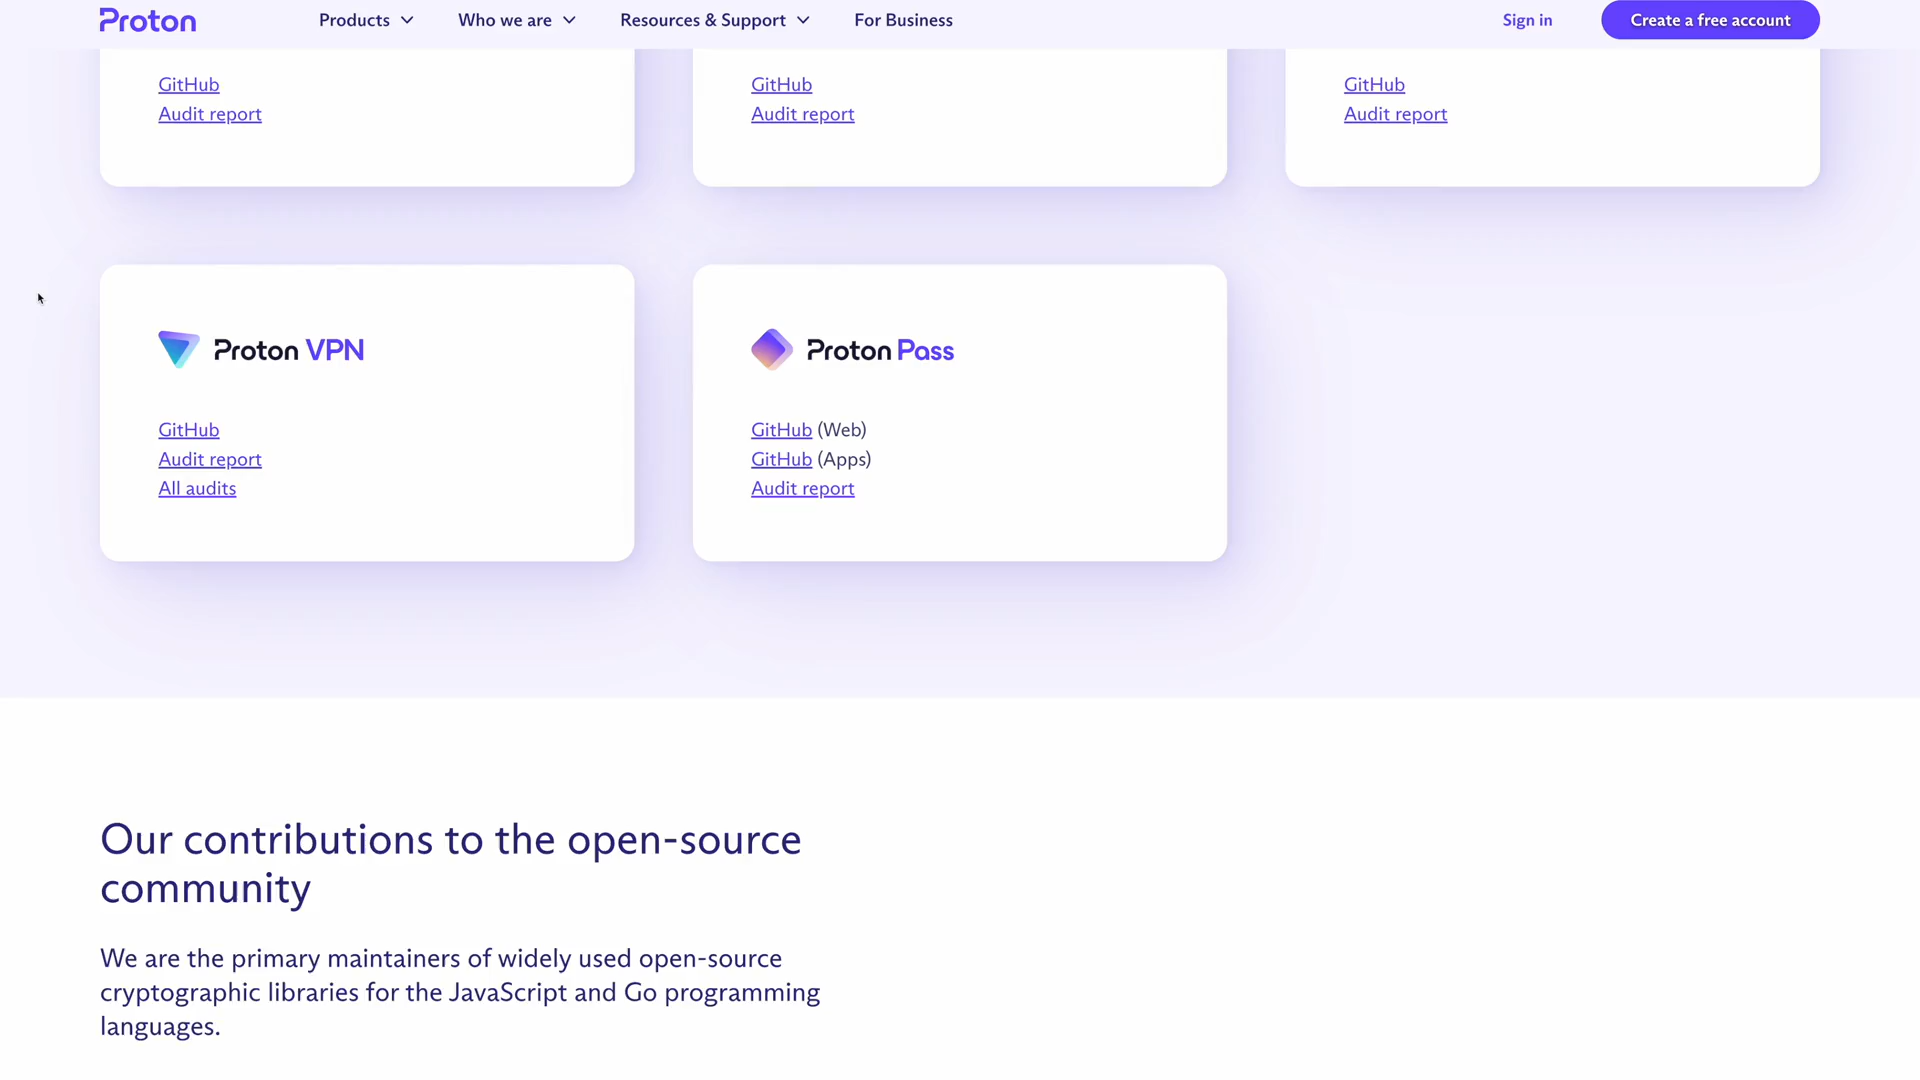 Proton
Products
Who we are
Resources & Support
For Business
Sign in
Create a free account
GitHub
Audit report
GitHub
Audit report
GitHub
Audit report
Proton VPN
GitHub
Audit report
All audits
Proton Pass
GitHub (Web)
GitHub (Apps)
Audit report
Our contributions to the open-source
community
We are the primary maintainers of widely used open-source
cryptographic libraries for the JavaScript and Go programming
languages.